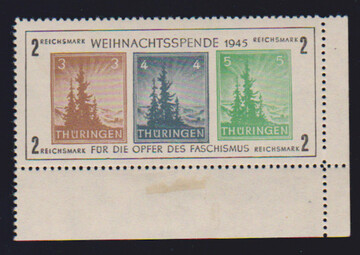 2 REICHSMARK WEIHNACHTSSPENDE 1945 REICHSMARK 2
3 3 4 4 5 5
THÜRINGEN THÜRINGEN THÜRINGEN
2 REICHSMARK FÜR DIE OPFER DES FASCHISMUS REICHSMARK 2